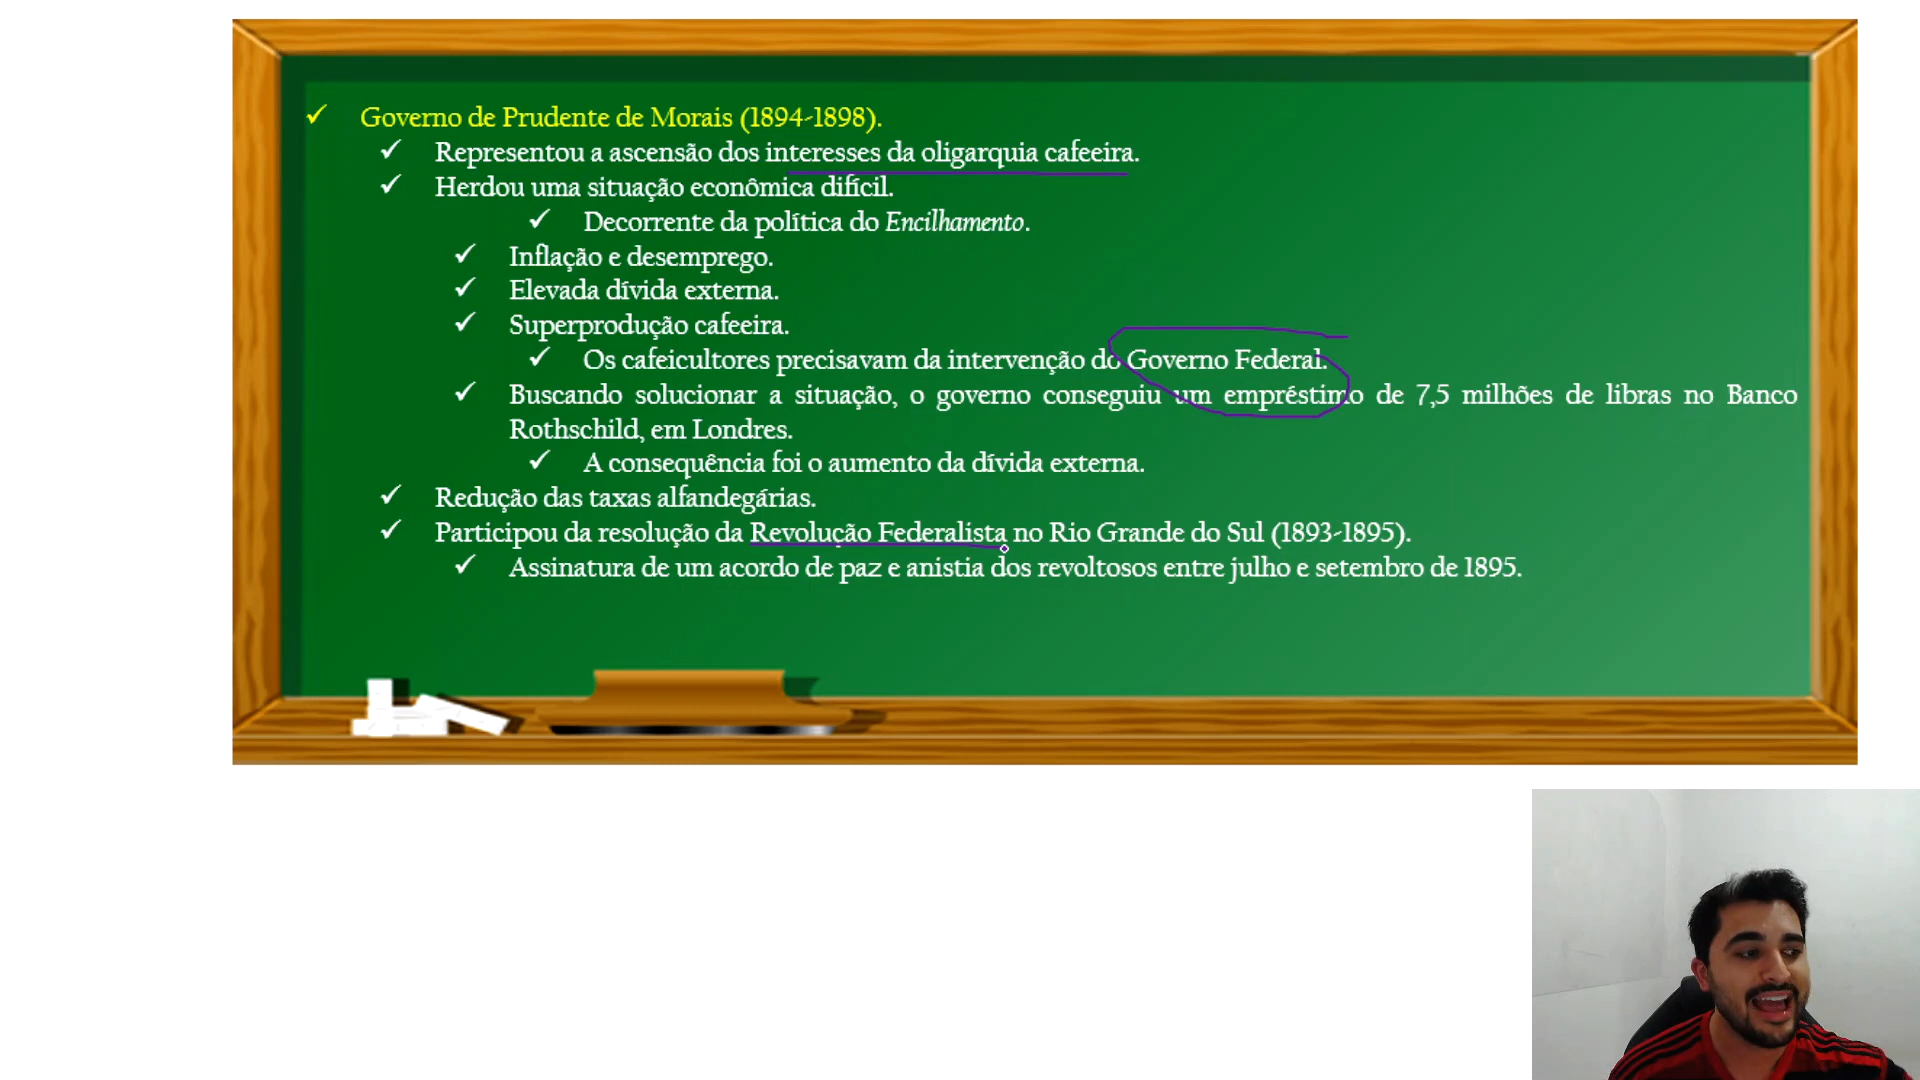 Governo de Prudente de Morais (1894-1898).
Representou a ascensão dos interesses da oligarquia cafeeira.
Herdou uma situação econômica difícil.
Decorrente da política do Encilhamento.
Inflação e desemprego.
Elevada dívida externa.
Superprodução cafeeira.
Os cafeicultores precisavam da intervenção do Governo Federal.
Buscando solucionar a situação, o governo conseguiu um empréstimo de 7,5 milhões de libras no Banco
Rothschild, em Londres.
A consequência foi o aumento da dívida externa.
Redução das taxas alfandegárias.
Participou da resolução da Revolução Federalista no Rio Grande do Sul (1893-1895).
Assinatura de um acordo de paz e anistia dos revoltosos entre julho e setembro de 1895.